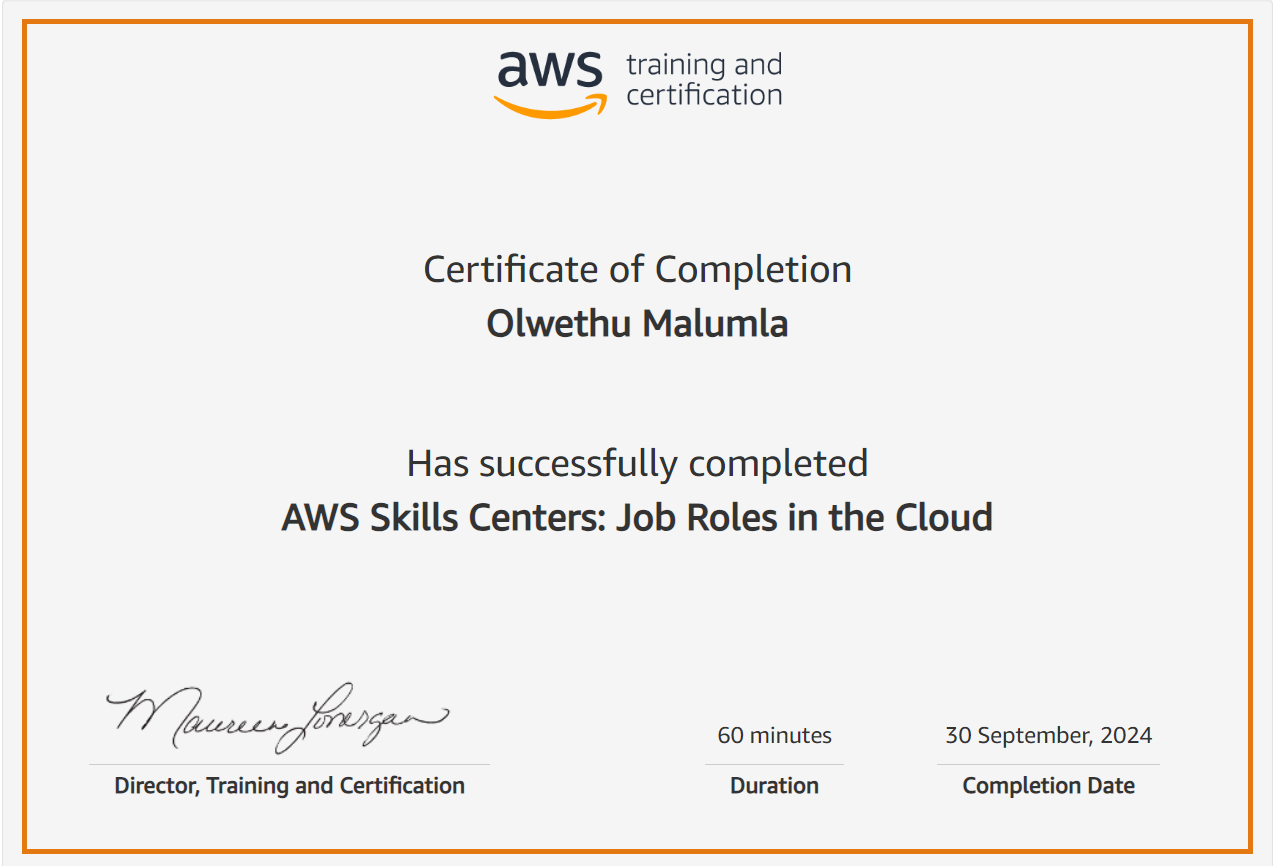 aws training and
certification
Certificate of Completion
Olwethu Malumla
Has successfully completed
AWS Skills Centers: Job Roles in the Cloud
Maureen Lonergan
Director, Training and Certification
60 minutes
Duration
30 September, 2024
Completion Date